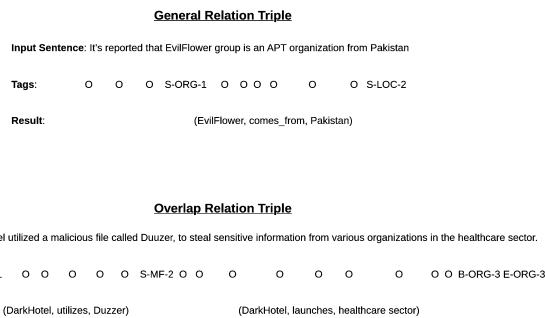 General Relation Triple
Input Sentence: It's reported that EvilFlower group is an APT organization from Pakistan
Tags: O O O S-ORG-1 O O O O O O S-LOC-2
Result: (EvilFlower, comes_from, Pakistan)
Overlap Relation Triple
utilized a malicious file called Duuzer, to steal sensitive information from various organizations in the healthcare sector.
O O O O O S-MF-2 O O O O O O O O O B-ORG-3 E-ORG-3
(DarkHotel, utilizes, Duzzer) (DarkHotel, launches, healthcare sector)